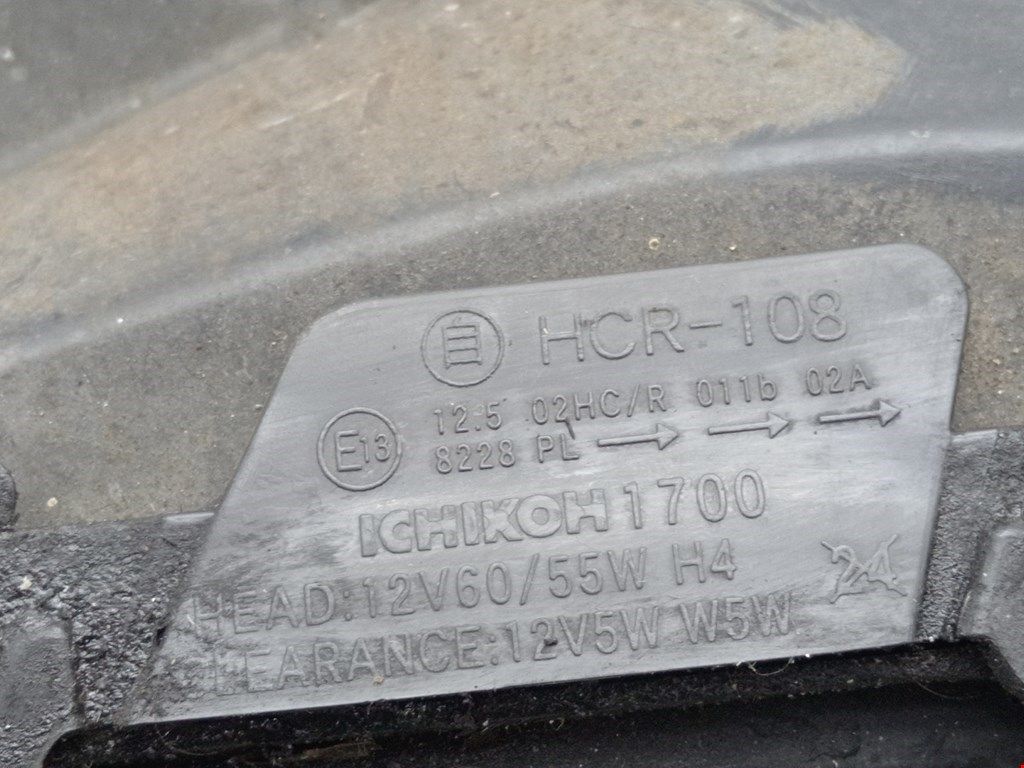 自 HCR-108
E13 12.5 02HC/R 011b 02A
8228 PL → → →
ICHIKOH 1700
HEAD:12V60/55W H4
LEARANCE:12V5W W5W
24